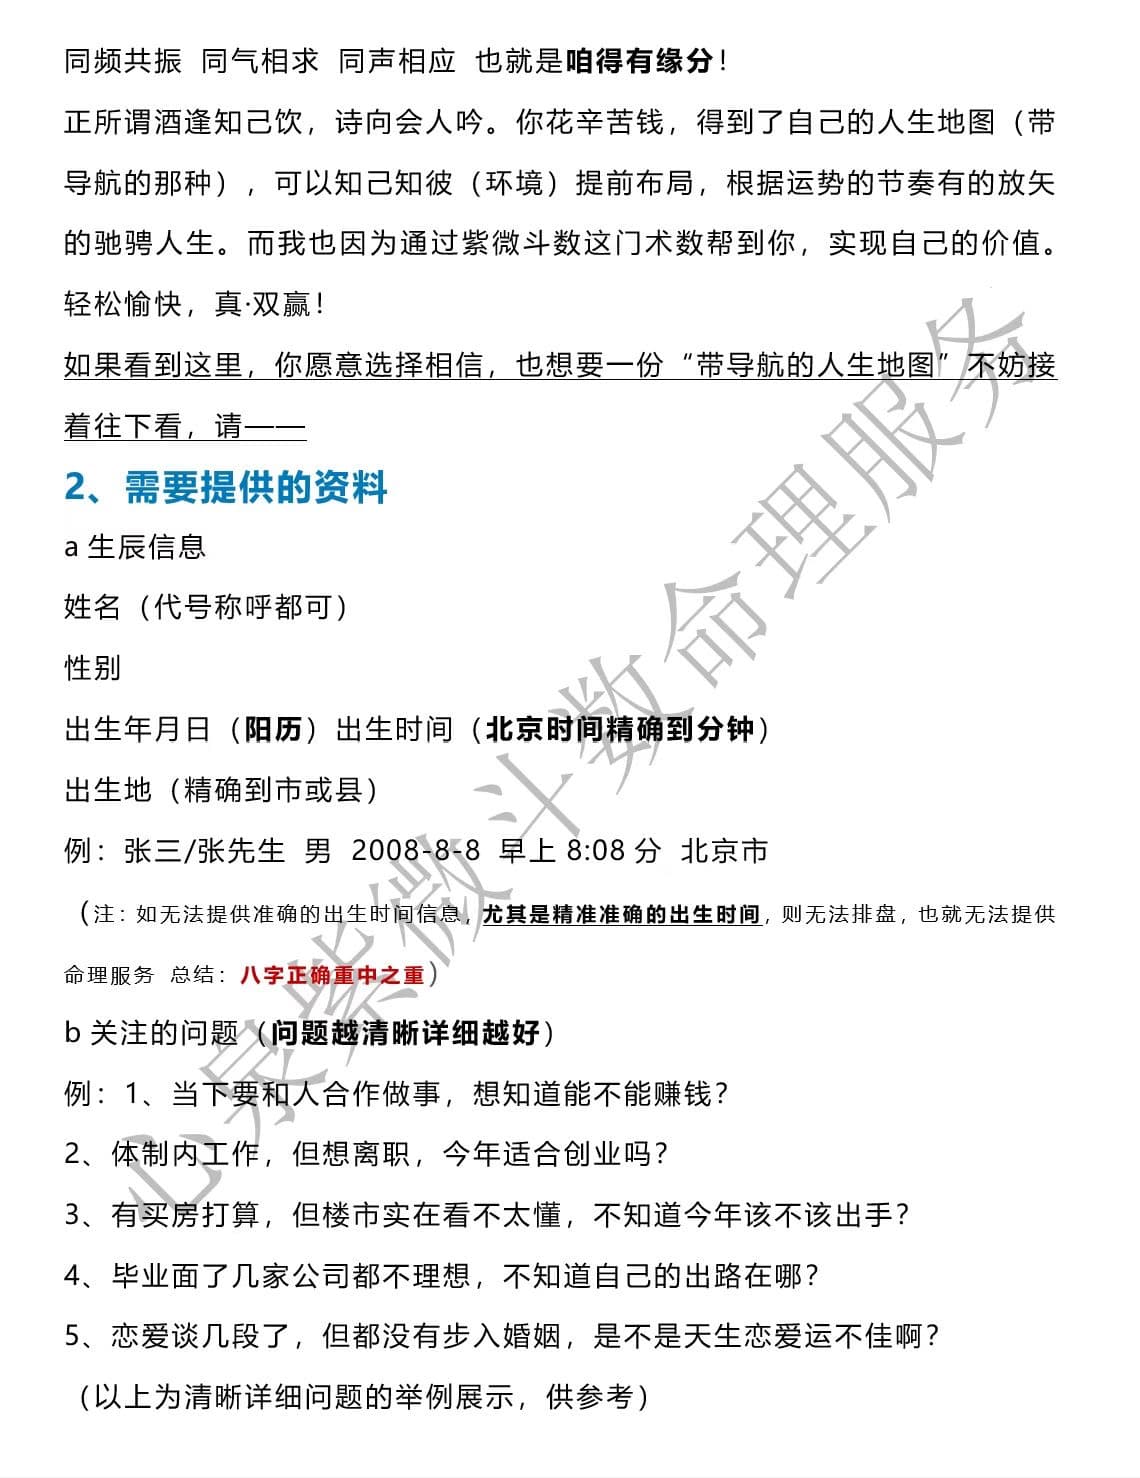 同频共振 同气相求 同声相应 也就是咱得有缘分！
正所谓酒逢知己饮，诗向会人吟。你花辛苦钱，得到了自己的人生地图（带
导航的那种），可以知己知彼（环境）提前布局，根据运势的节奏有的放矢
的驰骋人生。而我也因为通过紫微斗数这门术数帮到你，实现自己的价值。
轻松愉快，真·双赢！
如果看到这里，你愿意选择相信，也想要一份“带导航的人生地图”不妨接
着往下看，请——
2、需要提供的资料
a 生辰信息
姓名（代号称呼都可）
性别
出生年月日（阳历）出生时间（北京时间精确到分钟）
出生地（精确到市或县）
例：张三/张先生 男 2008-8-8 早上 8:08 分 北京市
（注：如无法提供准确的出生时间信息，尤其是精准准确的出生时间，则无法排盘，也就无法提供
命理服务 总结：八字正确重中之重）
b 关注的问题（问题越清晰详细越好）
例：1、当下要和人合作做事，想知道能不能赚钱？
2、体制内工作，但想离职，今年适合创业吗？
3、有买房打算，但楼市实在看不太懂，不知道今年该不该出手？
4、毕业面了几家公司都不理想，不知道自己的出路在哪？
5、恋爱谈几段了，但都没有步入婚姻，是不是天生恋爱运不佳啊？
（以上为清晰详细问题的举例展示，供参考）
心泉紫微斗数命理服务